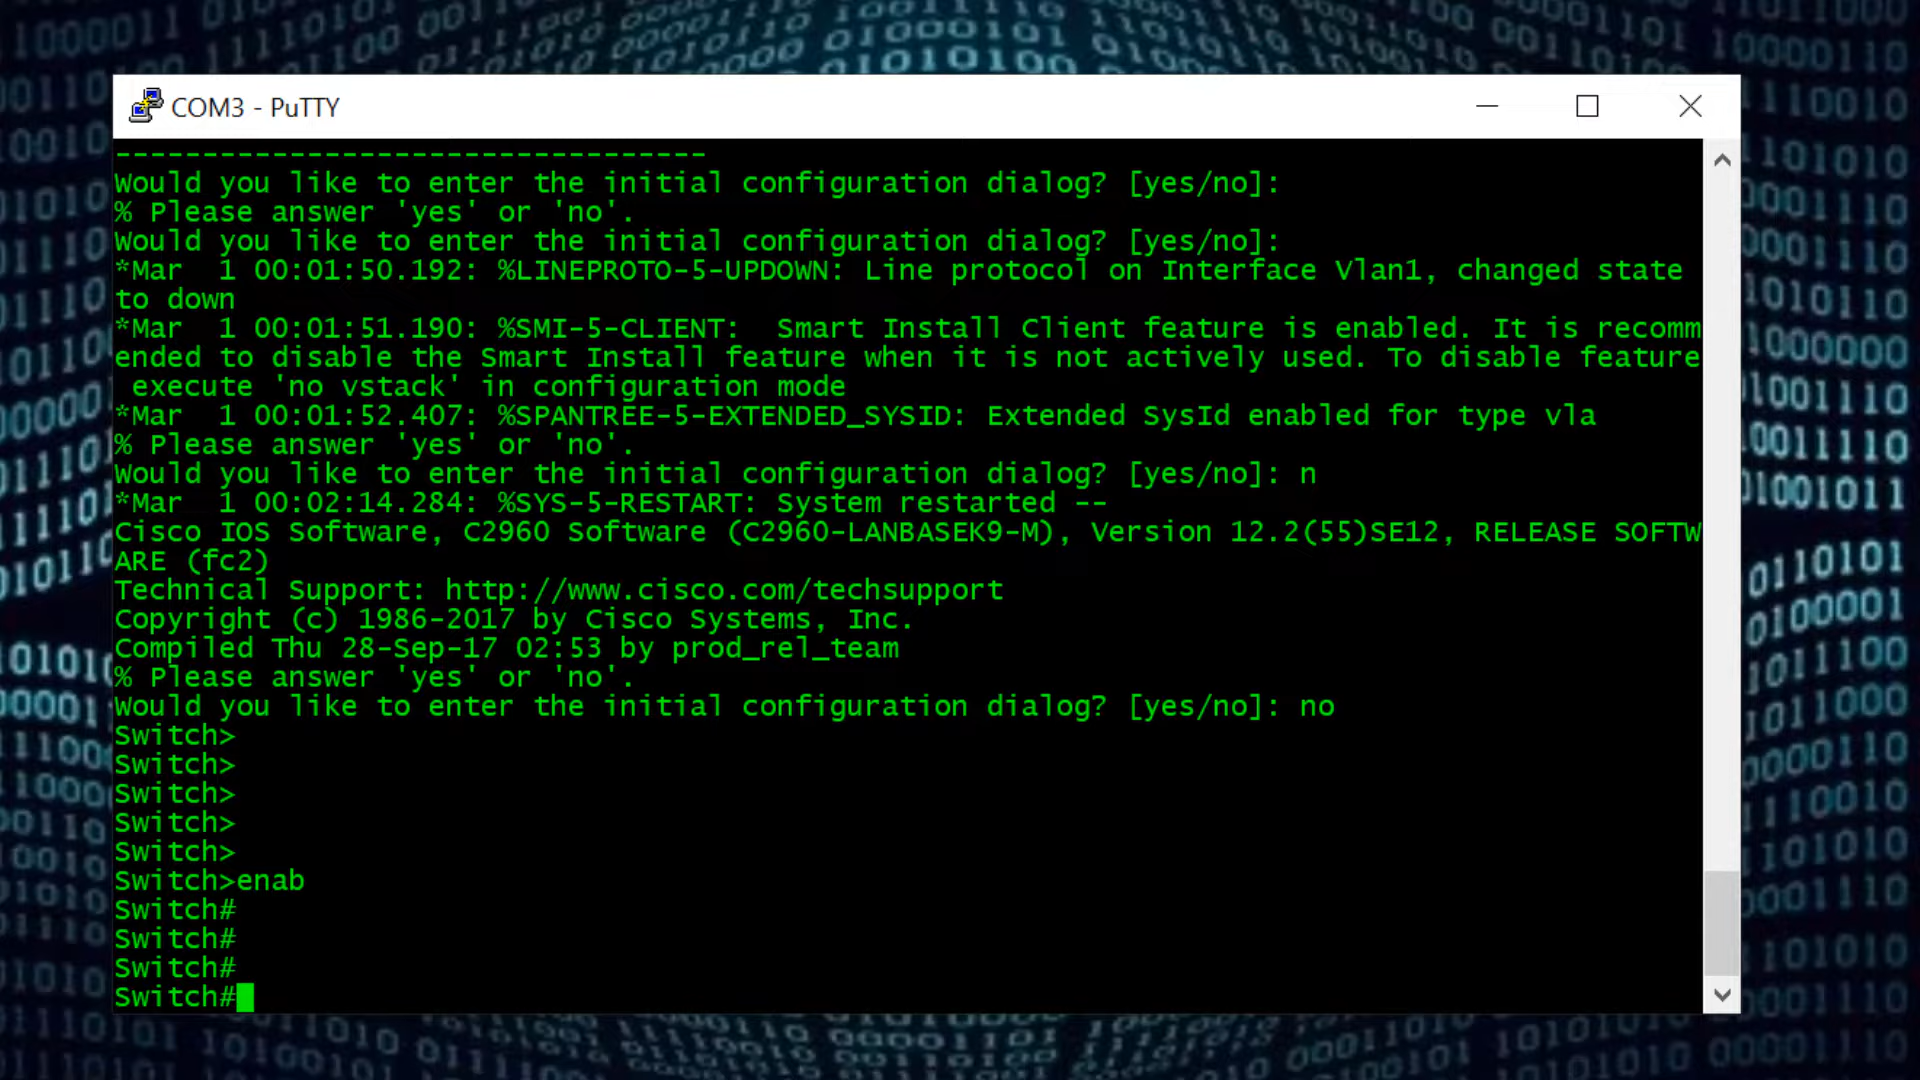 COM3 - PuTTY
---------------------------------- 
Would you like to enter the initial configuration dialog? [yes/no]:
% Please answer 'yes' or 'no'.
Would you like to enter the initial configuration dialog? [yes/no]:
*Mar  1 00:01:50.192: %LINEPROTO-5-UPDOWN: Line protocol on Interface Vlan1, changed state
to down
*Mar  1 00:01:51.190: %SMI-5-CLIENT:  Smart Install Client feature is enabled. It is recomm
ended to disable the Smart Install feature when it is not actively used. To disable feature
 execute 'no vstack' in configuration mode
*Mar  1 00:01:52.407: %SPANTREE-5-EXTENDED_SYSID: Extended SysId enabled for type vla
% Please answer 'yes' or 'no'.
Would you like to enter the initial configuration dialog? [yes/no]: n
*Mar  1 00:02:14.284: %SYS-5-RESTART: System restarted --
Cisco IOS Software, C2960 Software (C2960-LANBASEK9-M), Version 12.2(55)SE12, RELEASE SOFTW
ARE (fc2)
Technical Support: http://www.cisco.com/techsupport
Copyright (c) 1986-2017 by Cisco Systems, Inc.
Compiled Thu 28-Sep-17 02:53 by prod_rel_team
% Please answer 'yes' or 'no'.
Would you like to enter the initial configuration dialog? [yes/no]: no
Switch>
Switch>
Switch>
Switch>
Switch>
Switch>enab
Switch#
Switch#
Switch#
Switch#